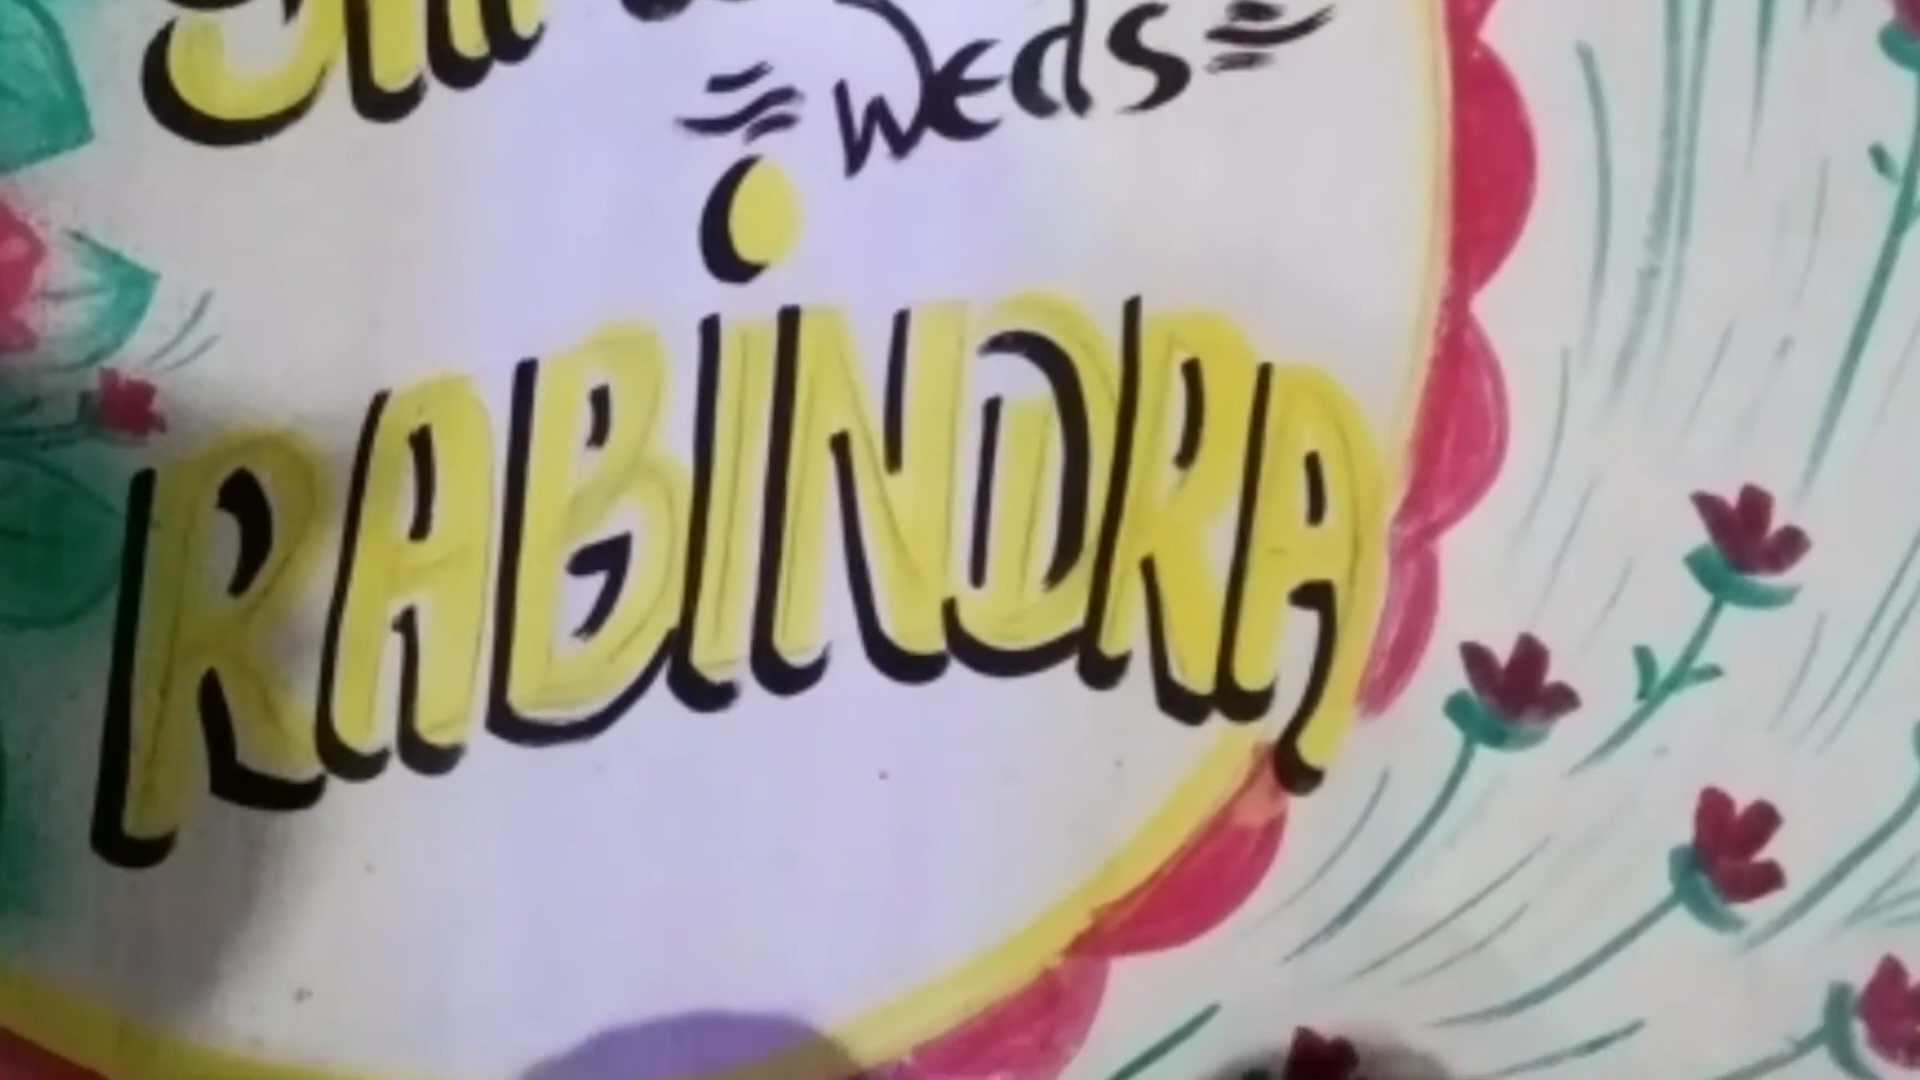 = Weds =
RABINDRA